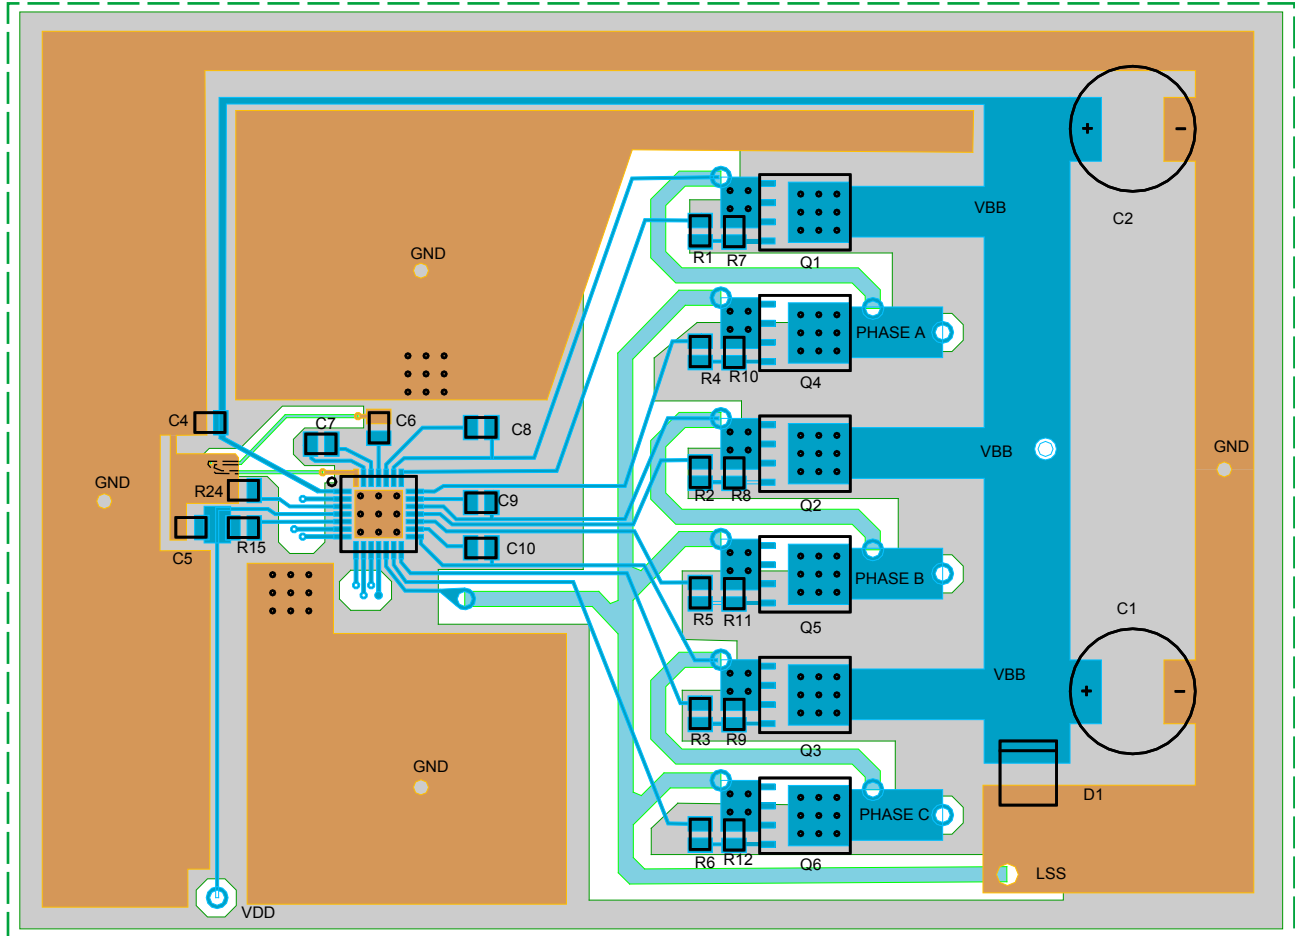 +
-
C2
VBB
R1
R7
Q1
GND
PHASE A
R4
R10
Q4
C4
C7
C6
C8
VBB
GND
GND
R24
C9
R2
R8
Q2
C5
R15
C10
PHASE B
R5
R11
Q5
C1
VBB
+
-
R3
R9
Q3
GND
D1
PHASE C
R6
R12
Q6
LSS
VDD